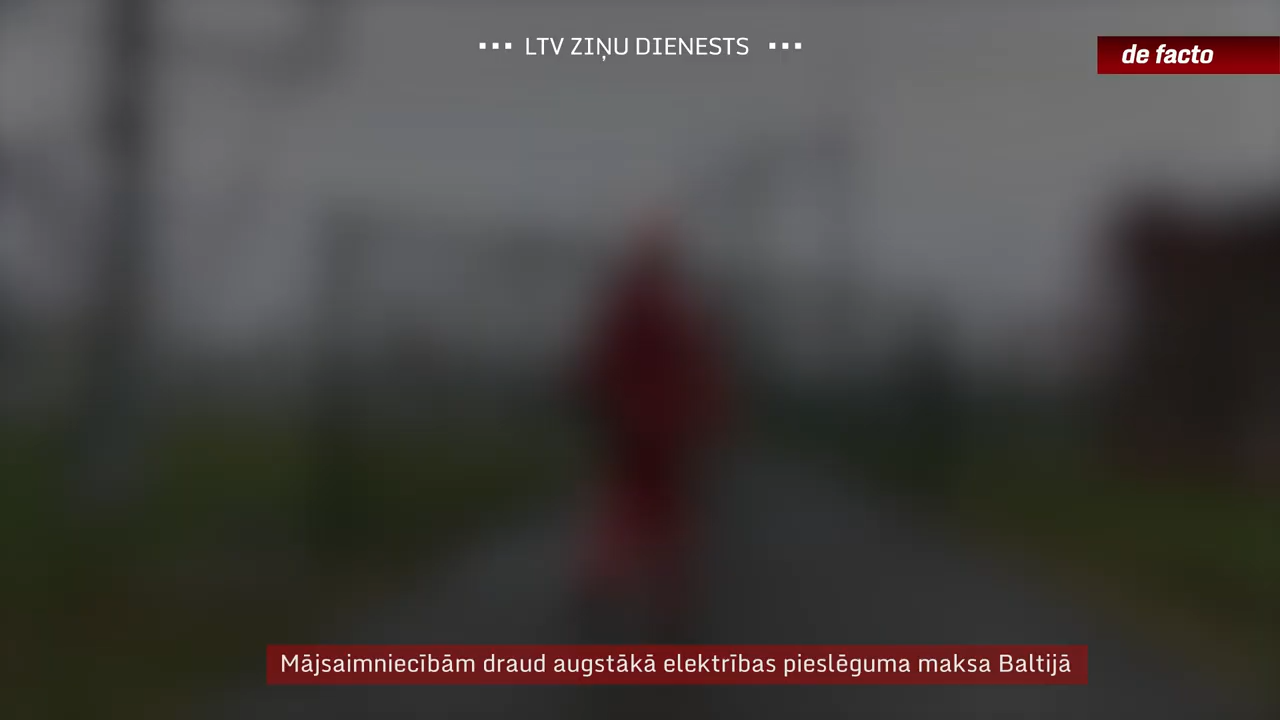 LTV ZIŅU DIENESTS
de facto
Mājsaimniecībām draud augstākā elektrības pieslēguma maksa Baltijā